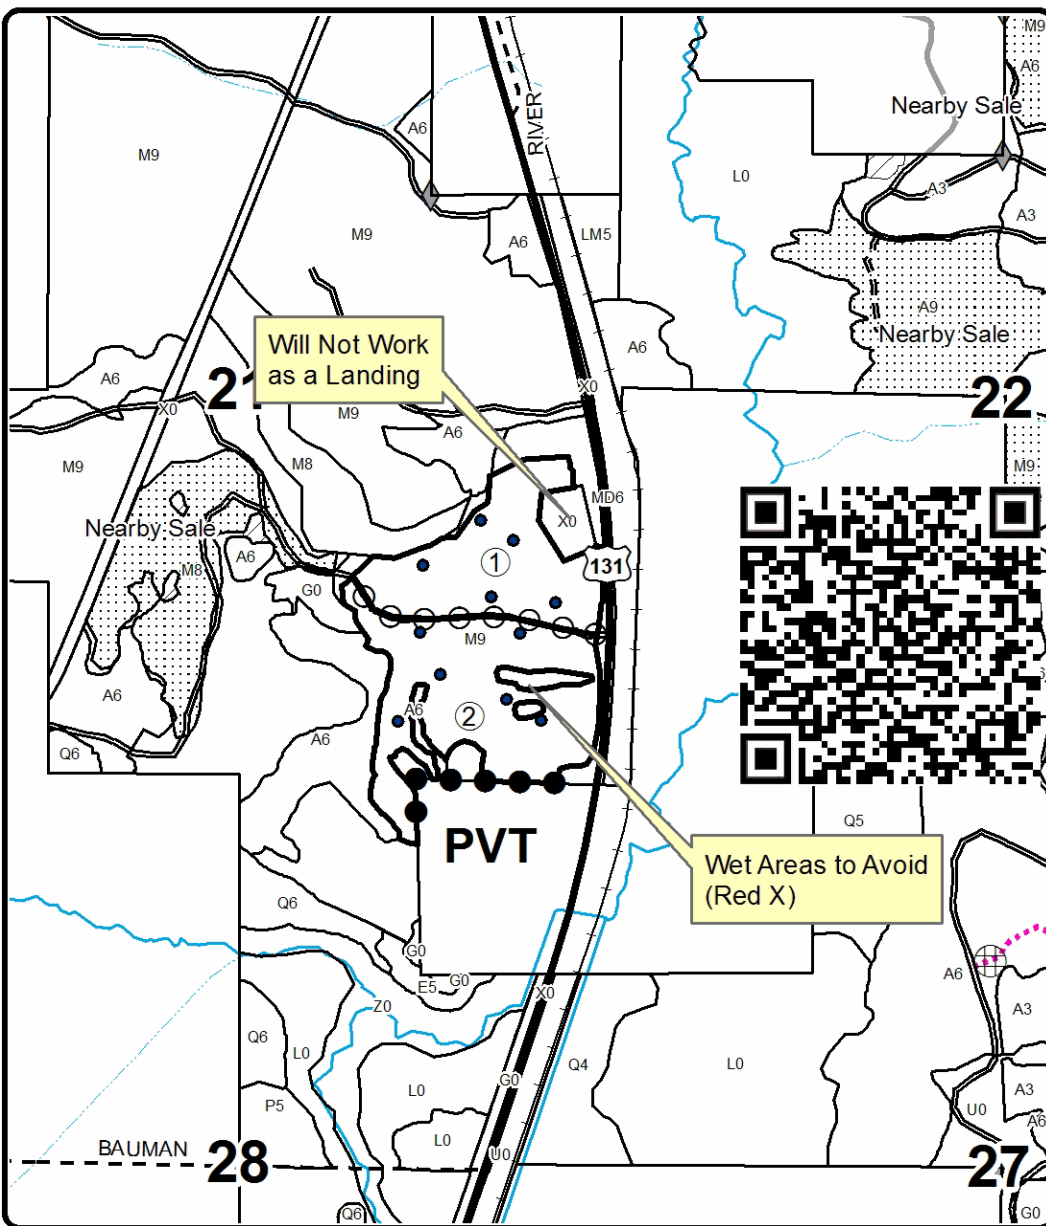 M9
A6
Nearby Sale
A6
RIVER
M9
L0
A3
A3
M9
A6
LM5
A9
Nearby Sale
Will Not Work
as a Landing
A6
A6
X0
21
X0
M9
22
A6
M9
M8
M9
MD6
X0
Nearby Sale
A6
M8
1
131
G0
M9
A6
A6
2
A6
Q6
PVT
Q5
Wet Areas to Avoid
(Red X)
Q6
G0
E5
G0
A6
X0
Z0
A3
Q6
L0
Q4
L0
G0
L0
A3
P5
U0
A6
L0
BAUMAN
28
U0
27
Q6
G0